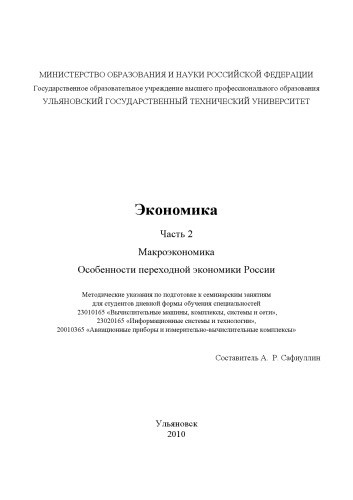 МИНИСТЕРСТВО ОБРАЗОВАНИЯ И НАУКИ РОССИЙСКОЙ ФЕДЕРАЦИИ
Государственное образовательное учреждение высшего профессионального образования
УЛЬЯНОВСКИЙ ГОСУДАРСТВЕННЫЙ ТЕХНИЧЕСКИЙ УНИВЕРСИТЕТ
Экономика
Часть 2
Макроэкономика
Особенности переходной экономики России
Методические указания по подготовке к семинарским занятиям
для студентов дневной формы обучения специальностей
23010165 «Вычислительные машины, комплексы, системы и сети»,
23020165 «Информационные системы и технологии»,
20010365 «Авиационные приборы и измерительно-вычислительные комплексы»
Составитель А. Р. Сафиуллин
Ульяновск
2010